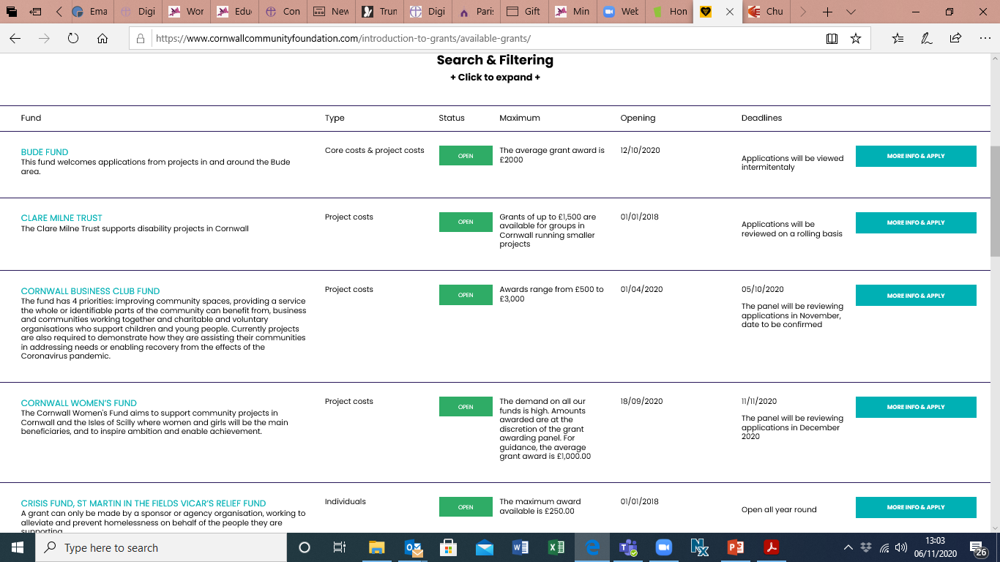 Ema
Digi
Wor
Edu
Con
New
Trun
Digi
Paris
Gift
Min
Web
Hon
Chu
https://www.cornwallcommunityfoundation.com/introduction-to-grants/available-grants/
Search & Filtering
+ Click to expand +
Fund Type Status Maximum Opening Deadlines
BUDE FUND
This fund welcomes applications from projects in and around the Bude
area.
Core costs & project costs
OPEN
The average grant award is
£2000
12/10/2020
Applications will be viewed
intermitentaly
MORE INFO & APPLY
CLARE MILNE TRUST
The Clare Milne Trust supports disability projects in Cornwall
Project costs
OPEN
Grants of up to £1,500 are
available for groups in
Cornwall running smaller
projects
01/01/2018
Applications will be
reviewed on a rolling basis
MORE INFO & APPLY
CORNWALL BUSINESS CLUB FUND
The fund has 4 priorities: improving community spaces, providing a service
the whole or identifiable parts of the community can benefit from, business
and communities working together and charitable and voluntary
organisations who support children and young people. Currently projects
are also required to demonstrate how they are assisting their communities
in addressing needs or enabling recovery from the effects of the
Coronavirus pandemic.
Project costs
OPEN
Awards range from £500 to
£3,000
01/04/2020
05/10/2020
The panel will be reviewing
applications in November,
date to be confirmed
MORE INFO & APPLY
CORNWALL WOMEN'S FUND
The Cornwall Women's Fund aims to support community projects in
Cornwall and the Isles of Scilly where women and girls will be the main
beneficiaries, and to inspire ambition and enable achievement.
Project costs
OPEN
The demand on all our
funds is high. Amounts
awarded are at the
discretion of the grant
awarding panel. For
guidance, the average
grant award is £1,000.00
18/09/2020
11/11/2020
The panel will be reviewing
applications in December
2020
MORE INFO & APPLY
CRISIS FUND, ST MARTIN IN THE FIELDS VICAR'S RELIEF FUND
A grant can only be made by a sponsor or agency organisation, working to
alleviate and prevent homelessness on behalf of the people they are
supporting
Individuals
OPEN
The maximum award
available is £250.00
01/01/2018
Open all year round
MORE INFO & APPLY
Type here to search
13:03
06/11/2020
26